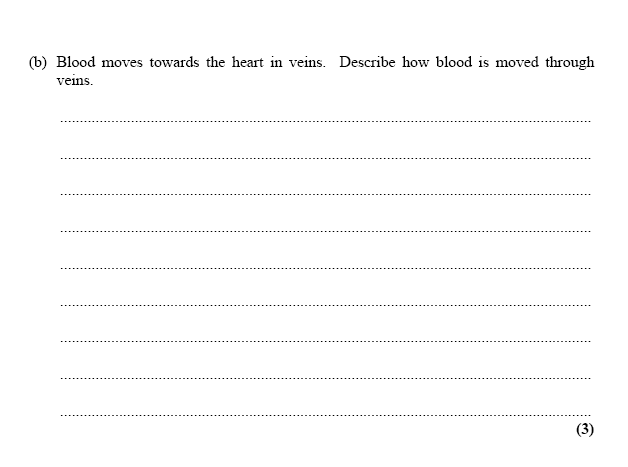 (b) Blood moves towards the heart in veins. Describe how blood is moved through
veins.
(3)